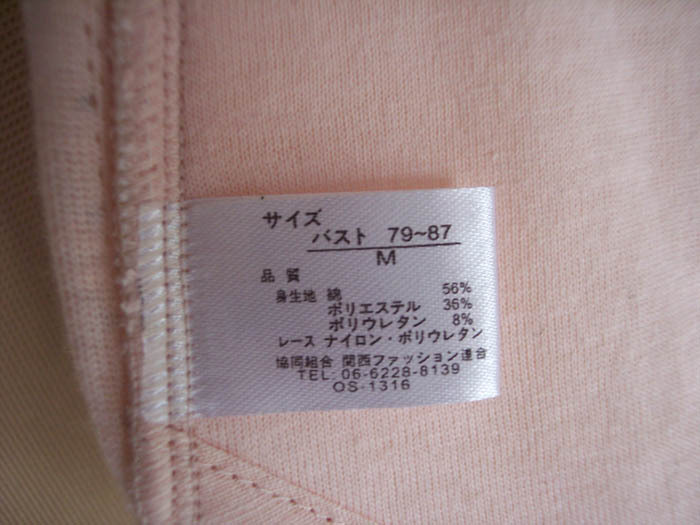 サイズ
バスト 79~87
M
品質
身生地 綿 56%
ポリエステル 36%
ポリウレタン 8%
レース ナイロン・ポリウレタン
協同組合 関西ファッション連合
TEL: 06-6228-8139
OS-1316